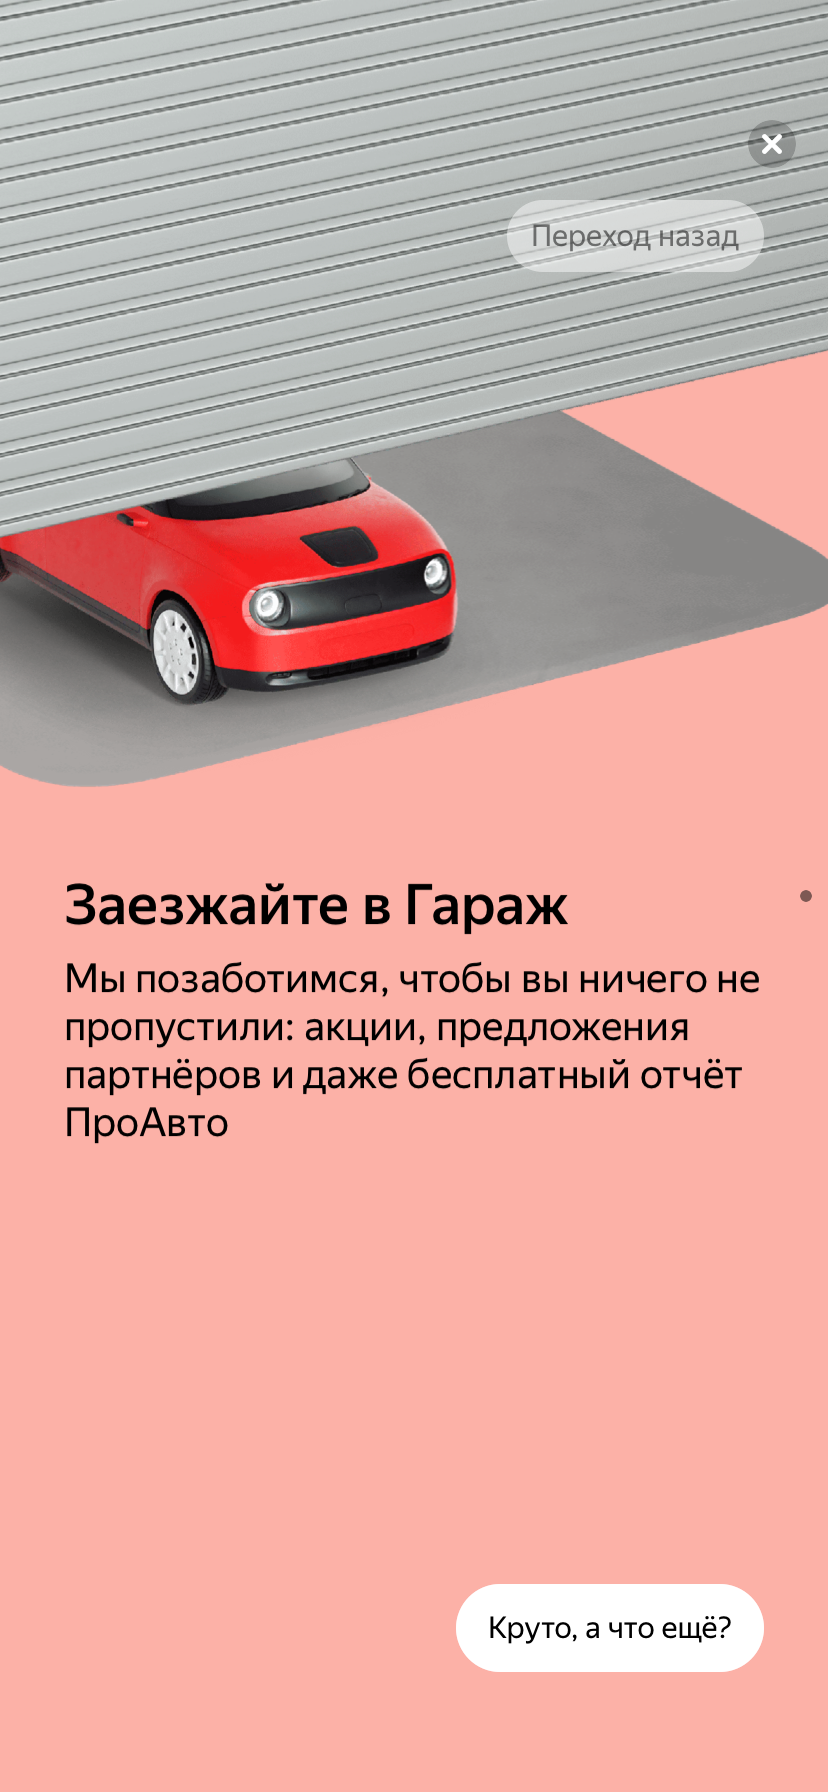 Переход назад
Заезжайте в Гараж
Мы позаботимся, чтобы вы ничего не
пропустили: акции, предложения
партнёров и даже бесплатный отчёт
ПроАвто
Круто, а что ещё?